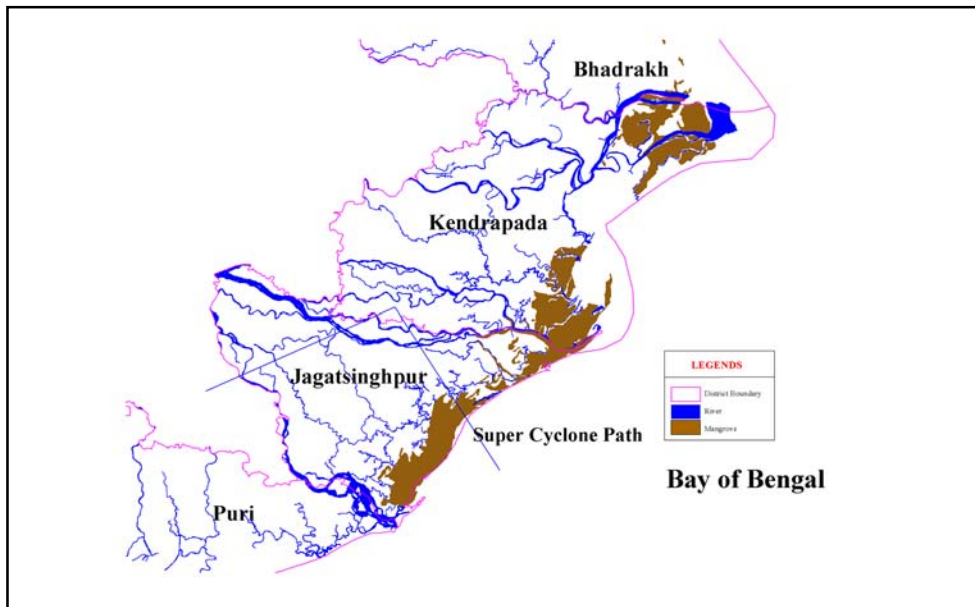 Bhadrakh
Kendrapada
Jagatsinghpur
Super Cyclone Path
Puri
LEGENDS
District Boundary
River
Mangrove
Bay of Bengal